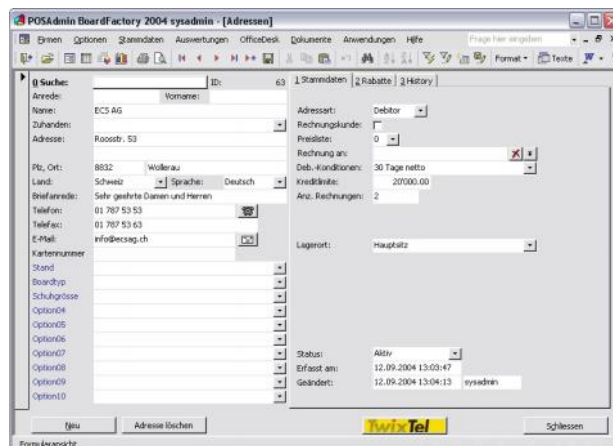 POSAdmin BoardFactory 2004 sysadmin - [Adressen]
Firmen Optionen Stammdaten Auswertungen OfficeDesk Dokumente Anwendungen Hilfe Frage hier eingeben
Format Texte W
0 Suche: ID: 63
Anrede: Vorname:
Name: ECS AG
Zuhanden:
Adresse: Roosstr. 53
Plz, Ort: 8832 Wollerau
Land: Schweiz Sprache: Deutsch
Briefanrede: Sehr geehrte Damen und Herren
Telefon: 01 787 53 53
Telefax: 01 787 53 63
E-Mail: info@ecsag.ch
Kartennummer
Stand
Boardtyp
Schuhgrösse
Option04
Option05
Option06
Option07
Option08
Option09
Option10
1 Stammdaten 2 Rabatte 3 History
Adressart: Debitor
Rechnungskunde:
Preisliste: 0
Rechnung an:
Deb.-Konditionen: 30 Tage netto
Kreditlimite: 20'000.00
Anz. Rechnungen: 2
Lagerort: Hauptsitz
Status: Aktiv
Erfasst am: 12.09.2004 13:03:47
Geändert: 12.09.2004 13:04:13 sysadmin
Neu Adresse löschen TwixTel Schliessen
Formularansicht